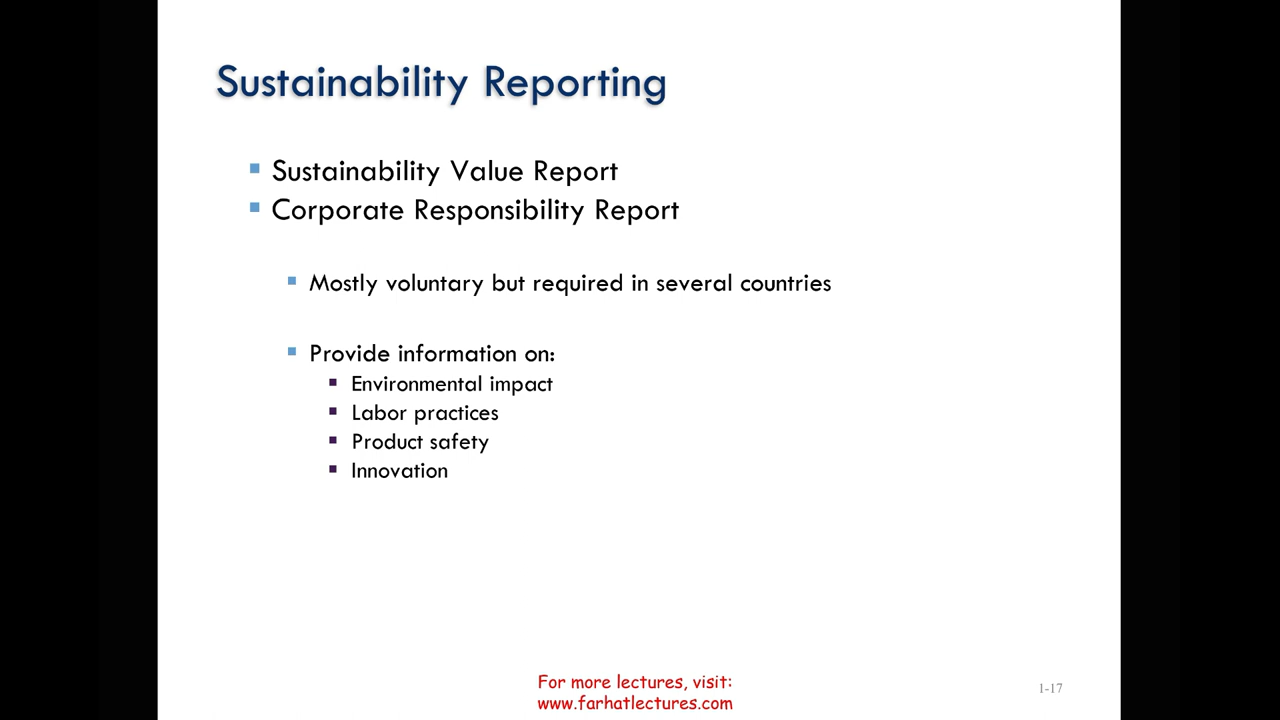 Sustainability Reporting
Sustainability Value Report
Corporate Responsibility Report
Mostly voluntary but required in several countries
Provide information on:
Environmental impact
Labor practices
Product safety
Innovation
For more lectures, visit:
www.farhatlectures.com
1-17